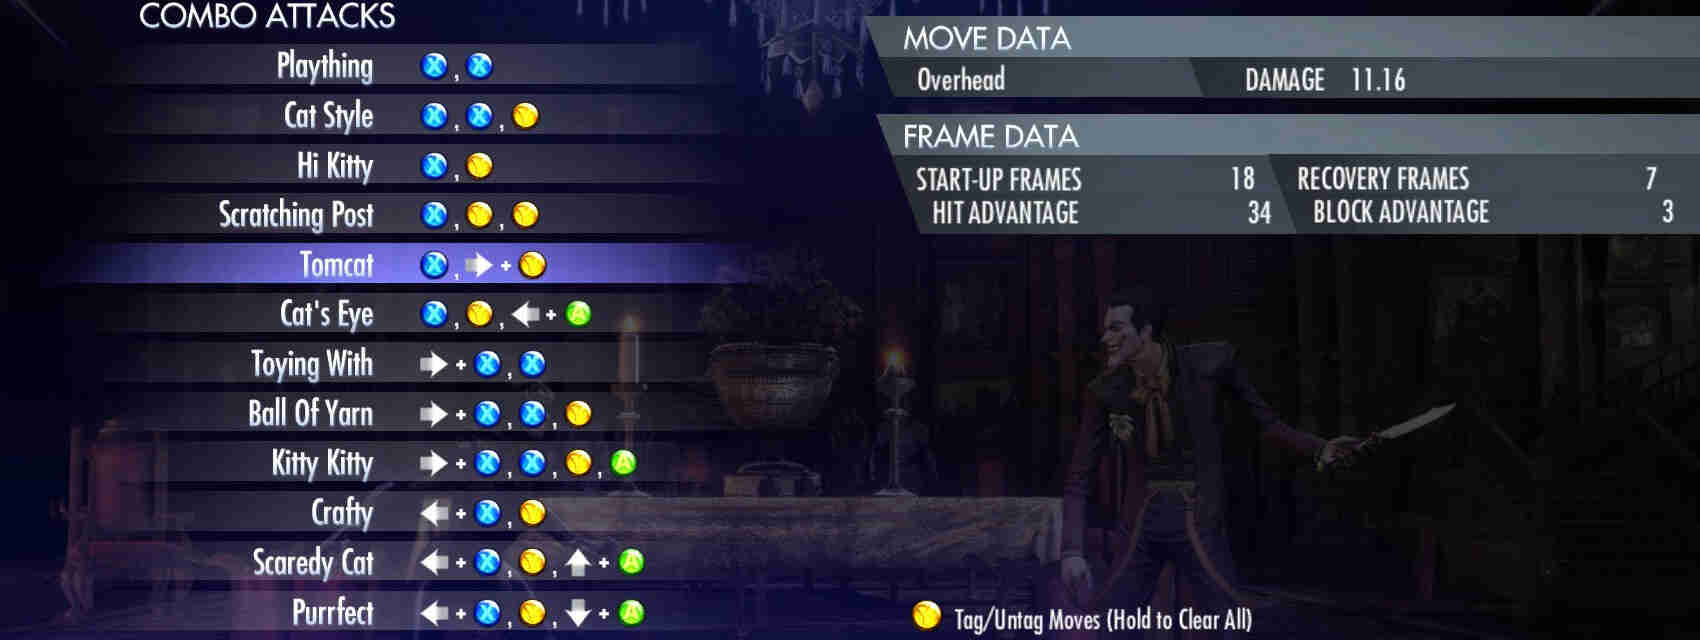 COMBO ATTACKS
Plaything X , X
Cat Style X , X , Y
Hi Kitty X , Y
Scratching Post X , Y , Y
Tomcat X , + Y
Cat's Eye X , Y , + A
Toying With + X , X
Ball Of Yarn + X , X , Y
Kitty Kitty + X , X , Y , A
Crafty + X , Y
Scaredy Cat + X , Y , + A
Purrfect + X , Y , + A
MOVE DATA
Overhead DAMAGE 11.16
FRAME DATA
START-UP FRAMES 18 RECOVERY FRAMES 7
HIT ADVANTAGE 34 BLOCK ADVANTAGE 3
Y Tag/Untag Moves (Hold to Clear All)